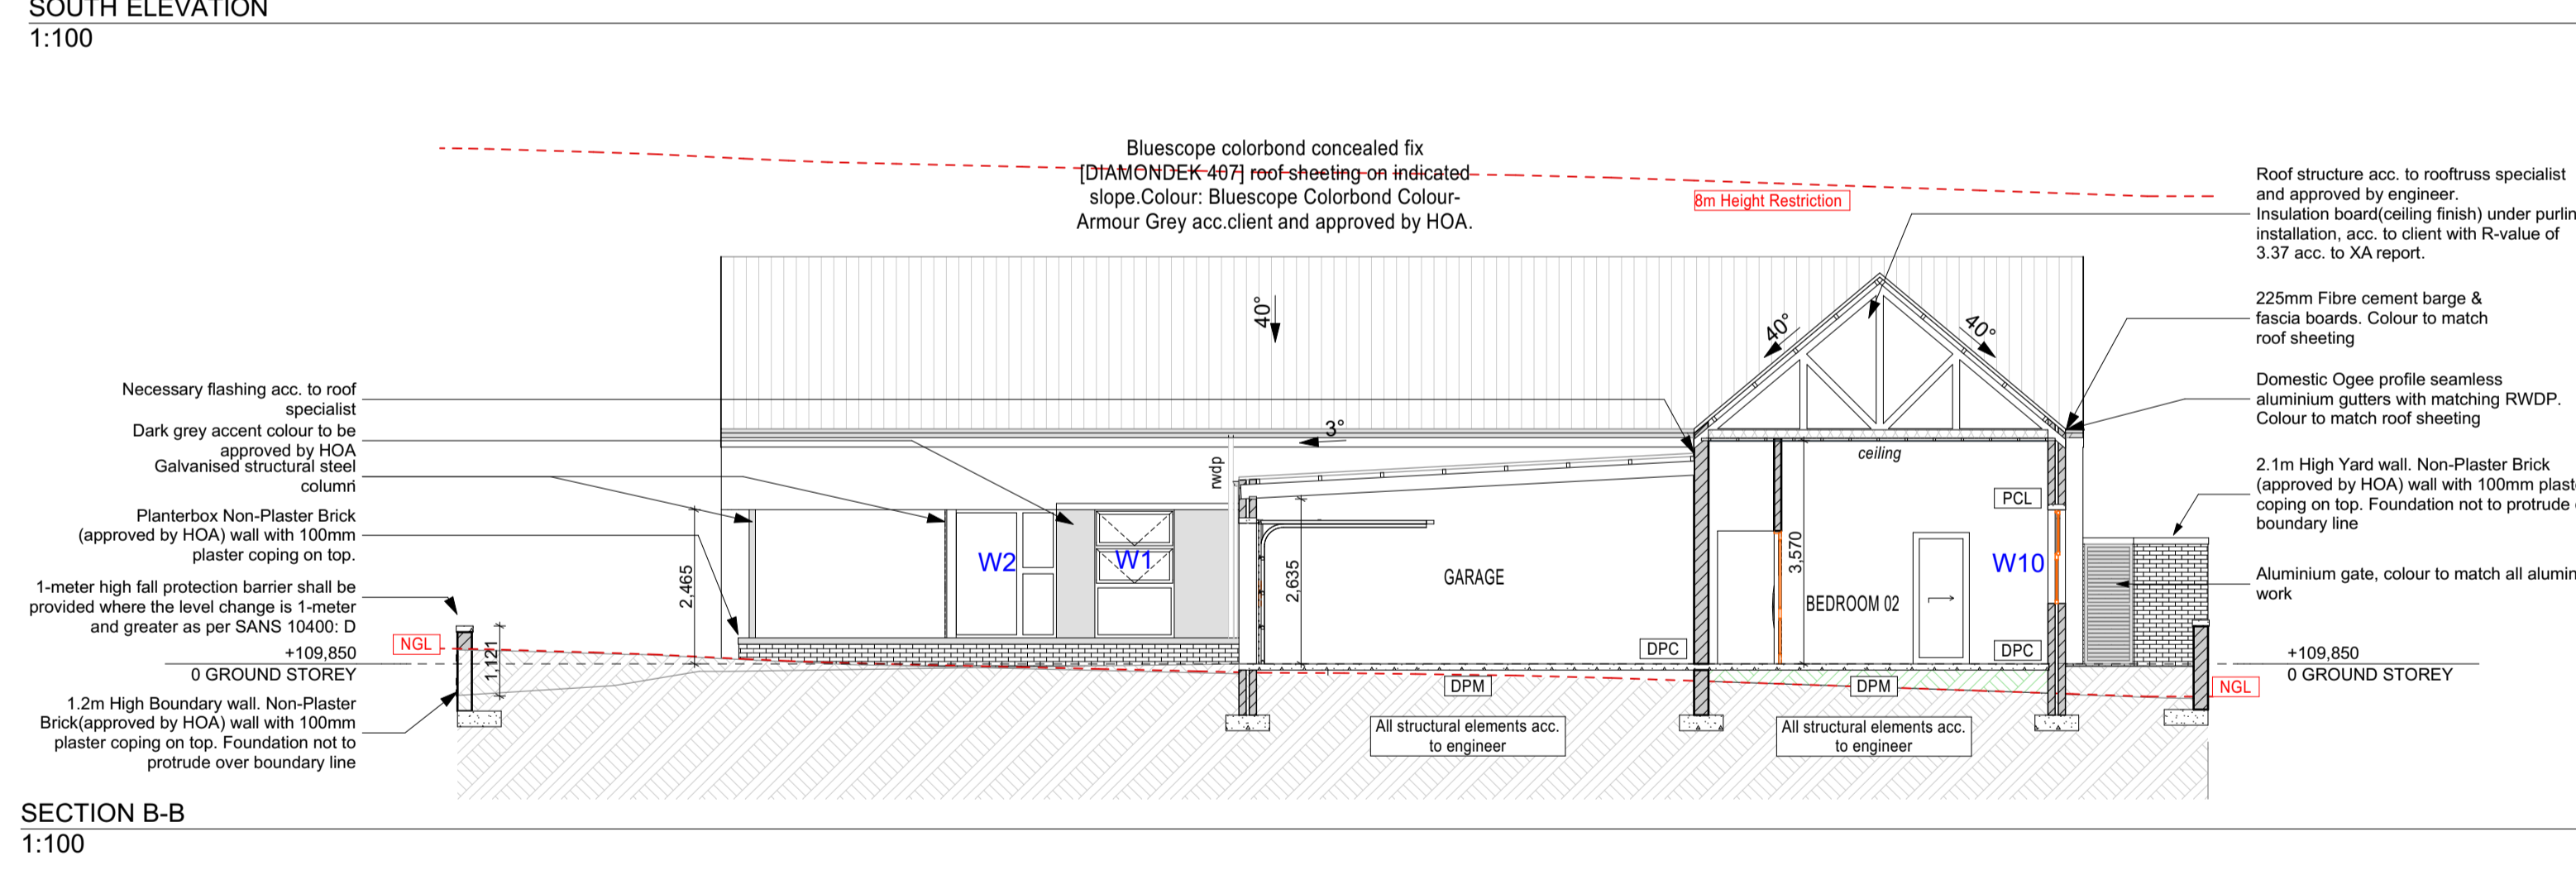 SOUTH ELEVATION
1:100
Bluescope colorbond concealed fix
[DIAMONDEK 407] roof sheeting on indicated
slope.Colour: Bluescope Colorbond Colour-
Armour Grey acc.client and approved by HOA.
8m Height Restriction
Roof structure acc. to rooftruss specialist
and approved by engineer.
Insulation board(ceiling finish) under purlin
installation, acc. to client with R-value of
3.37 acc. to XA report.
225mm Fibre cement barge &
fascia boards. Colour to match
roof sheeting
Domestic Ogee profile seamless
aluminium gutters with matching RWDP.
Colour to match roof sheeting
2.1m High Yard wall. Non-Plaster Brick
(approved by HOA) wall with 100mm plast
coping on top. Foundation not to protrude
boundary line
Aluminium gate, colour to match all alumin
work
+109,850
0 GROUND STOREY
NGL
Necessary flashing acc. to roof
specialist
Dark grey accent colour to be
approved by HOA
Galvanised structural steel
column
Planterbox Non-Plaster Brick
(approved by HOA) wall with 100mm
plaster coping on top.
1-meter high fall protection barrier shall be
provided where the level change is 1-meter
and greater as per SANS 10400: D
NGL
+109,850
0 GROUND STOREY
1.2m High Boundary wall. Non-Plaster
Brick(approved by HOA) wall with 100mm
plaster coping on top. Foundation not to
protrude over boundary line
1,121
2,465
40°
3°
rwdp
W2
W1
2,635
GARAGE
40°
40°
ceiling
PCL
3,570
W10
BEDROOM 02
DPC
DPC
DPM
DPM
All structural elements acc.
to engineer
All structural elements acc.
to engineer
SECTION B-B
1:100